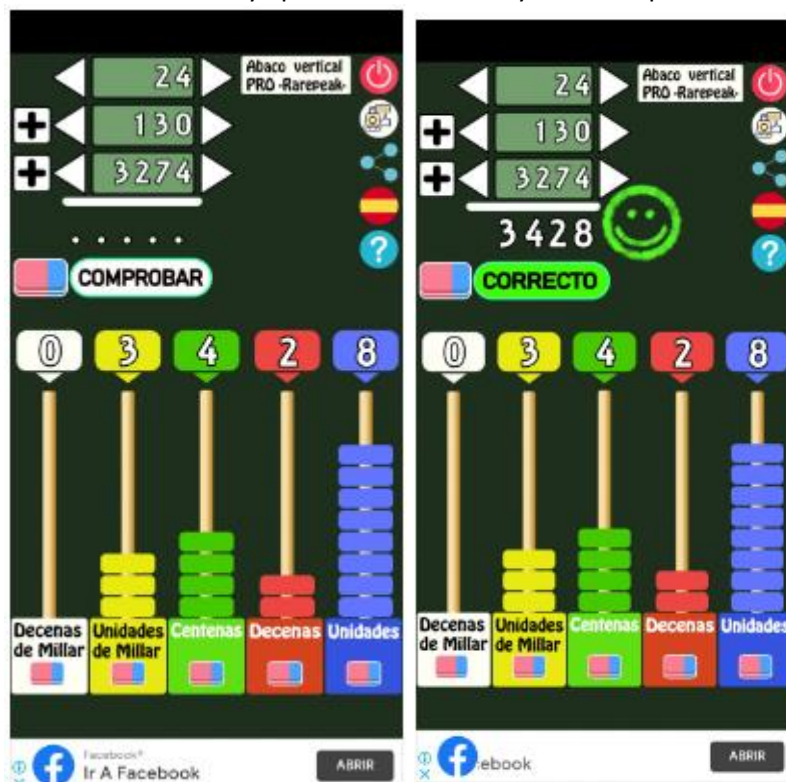 24
Abaco vertical
PRO -Rarepeak-
+ 130
+ 3274
.....
COMPROBAR
0 3 4 2 8
Decenas de Millar
Unidades de Millar
Centenas
Decenas
Unidades
Facebook®
Ir A Facebook
ABRIR
24
Abaco vertical
PRO -Rarepeak-
+ 130
+ 3274
3428
CORRECTO
0 3 4 2 8
Decenas de Millar
Unidades de Millar
Centenas
Decenas
Unidades
ebook
ABRIR